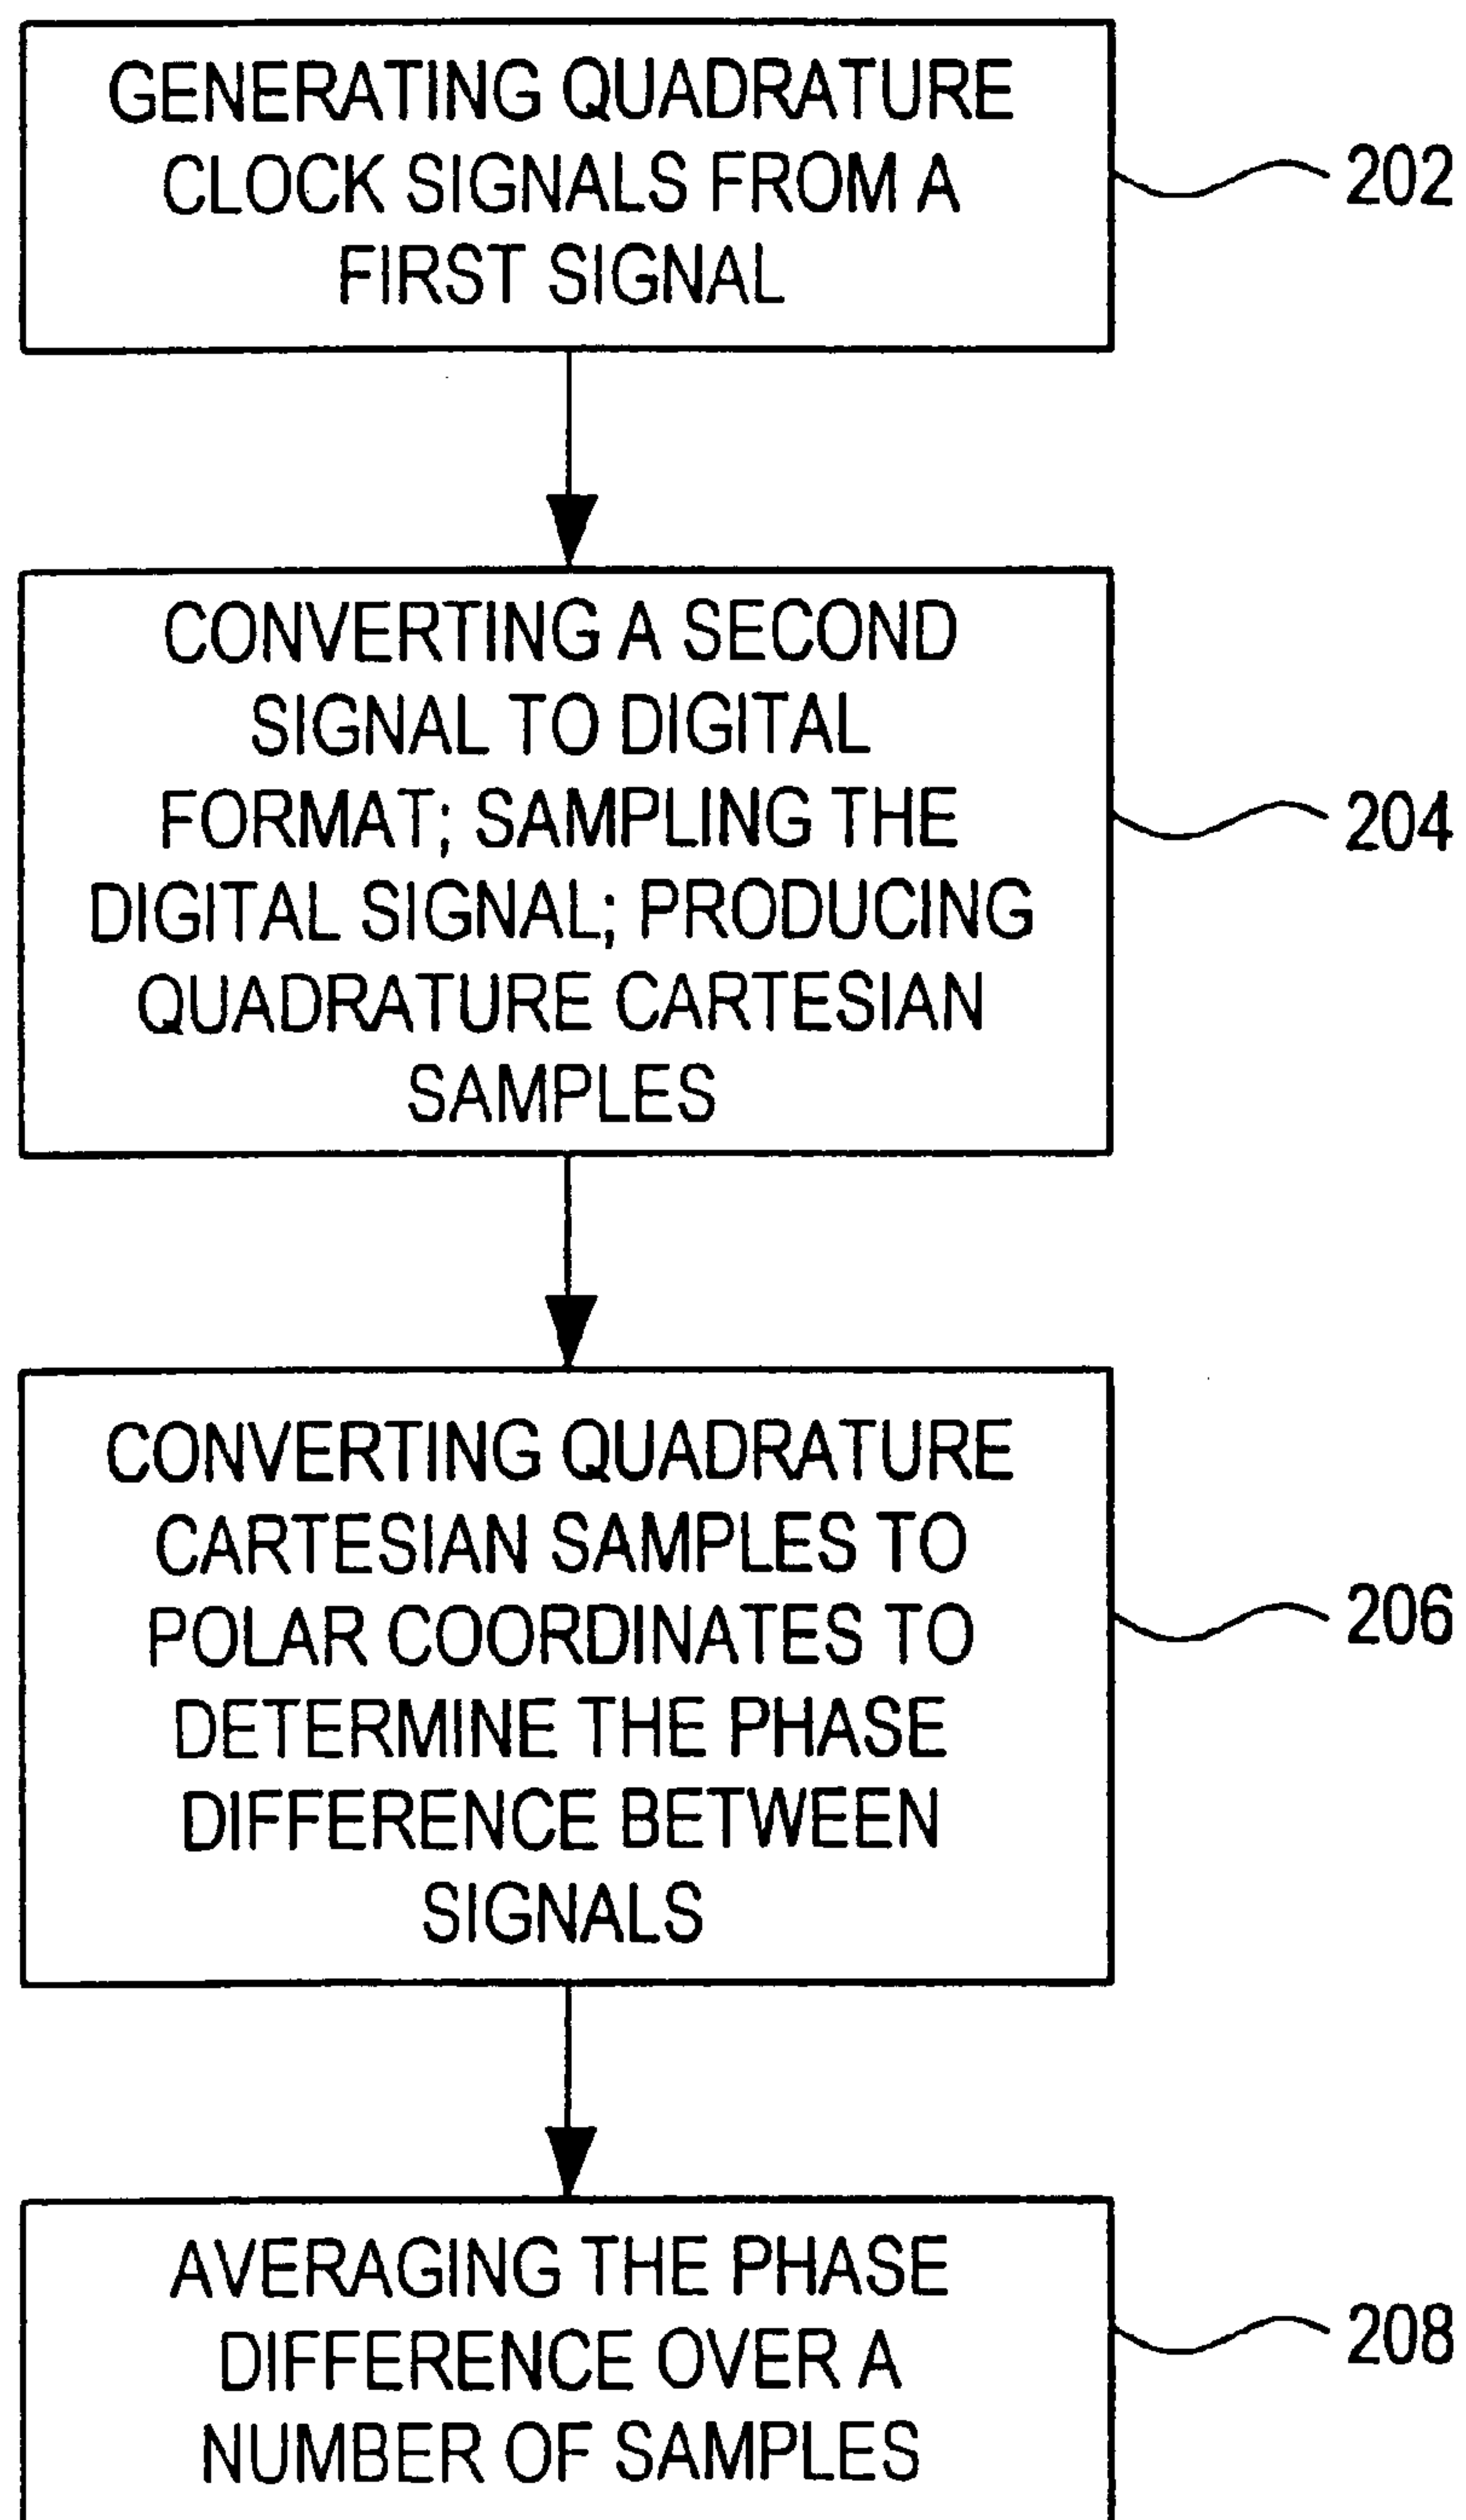 GENERATING QUADRATURE
CLOCK SIGNALS FROM A
FIRST SIGNAL
202
CONVERTING A SECOND
SIGNAL TO DIGITAL
FORMAT; SAMPLING THE
DIGITAL SIGNAL; PRODUCING
QUADRATURE CARTESIAN
SAMPLES
204
CONVERTING QUADRATURE
CARTESIAN SAMPLES TO
POLAR COORDINATES TO
DETERMINE THE PHASE
DIFFERENCE BETWEEN
SIGNALS
206
AVERAGING THE PHASE
DIFFERENCE OVER A
NUMBER OF SAMPLES
208